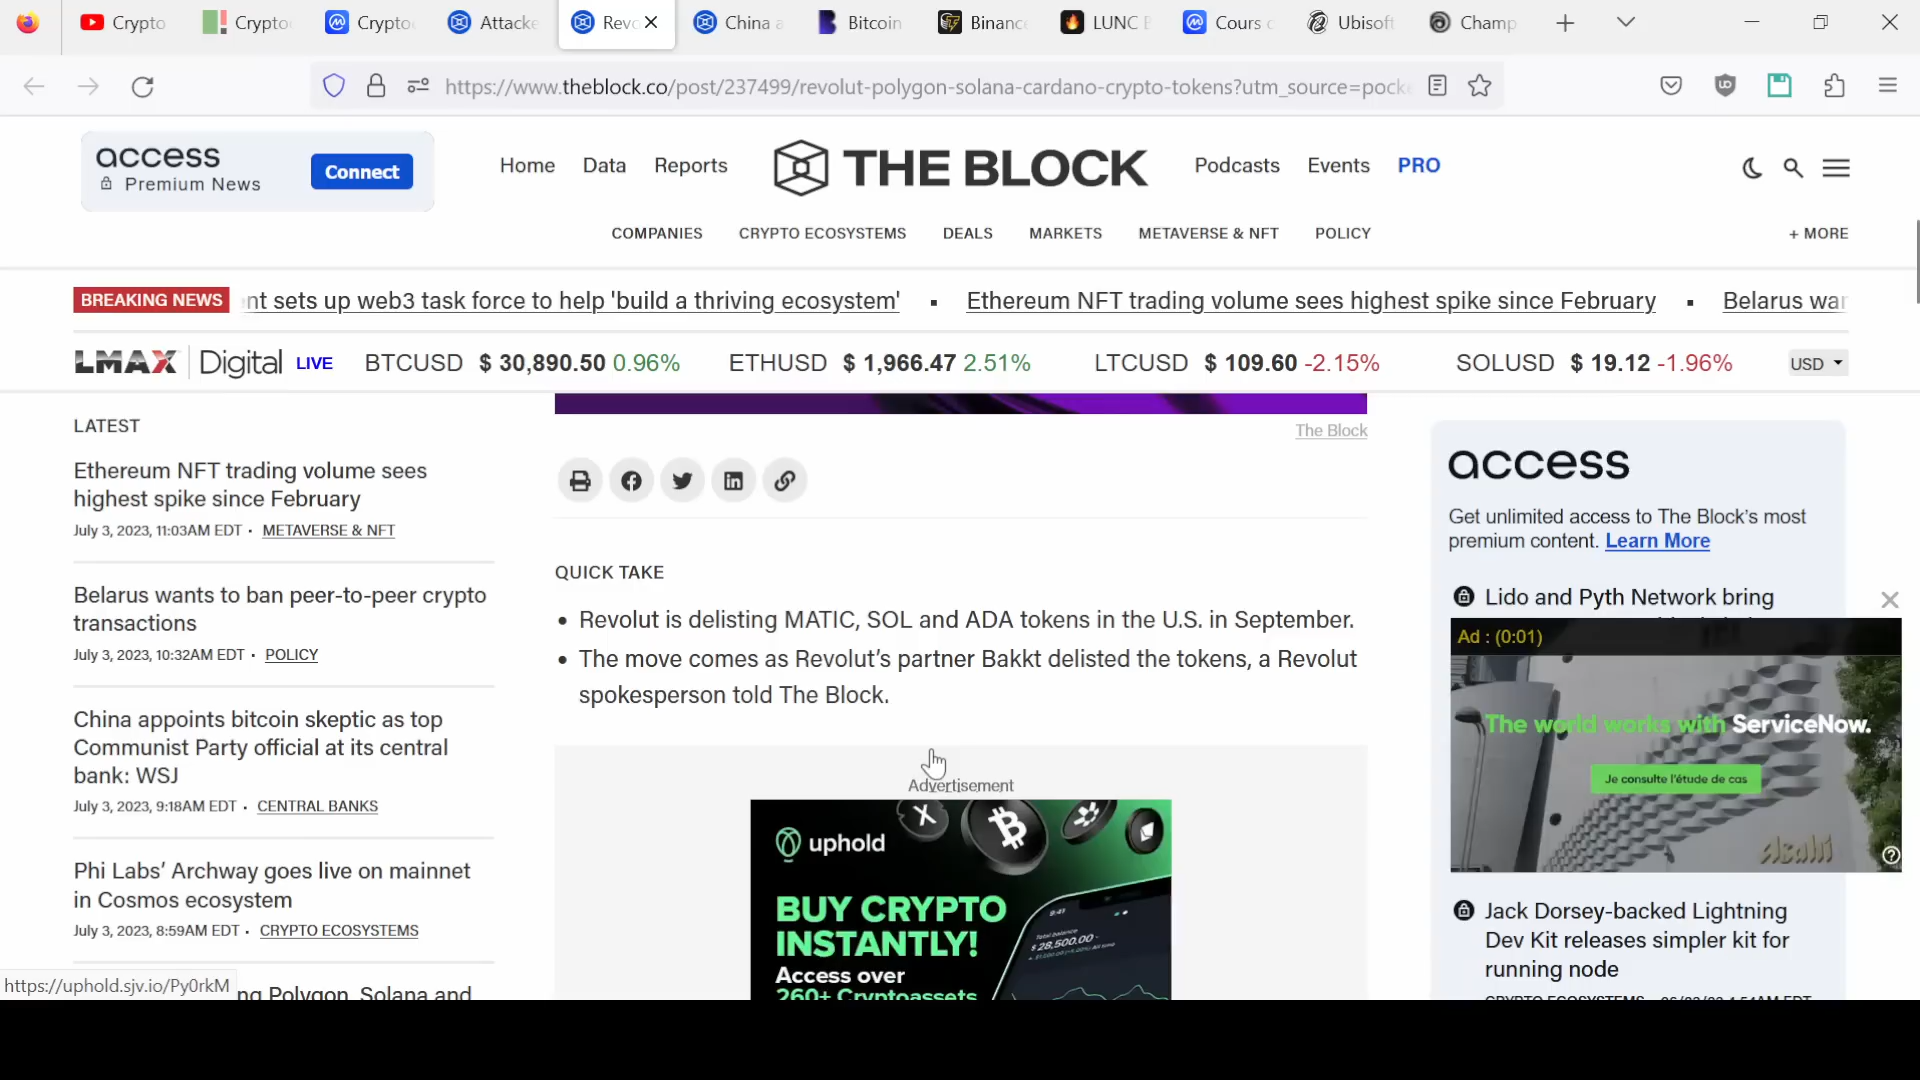 Crypto
Crypto
Crypto
Attacke
Revo
China a
Bitcoin
Binance
LUNC B
Cours c
Ubisoft
Champ
https://www.theblock.co/post/237499/revolut-polygon-solana-cardano-crypto-tokens?utm_source=pocke
access
Premium News
Connect
Home
Data
Reports
THE BLOCK
Podcasts
Events
PRO
COMPANIES
CRYPTO ECOSYSTEMS
DEALS
MARKETS
METAVERSE & NFT
POLICY
+ MORE
BREAKING NEWS
nt sets up web3 task force to help 'build a thriving ecosystem' ▪ Ethereum NFT trading volume sees highest spike since February ▪ Belarus wan
LMAX Digital LIVE
BTCUSD $ 30,890.50 0.96%
ETHUSD $ 1,966.47 2.51%
LTCUSD $ 109.60 -2.15%
SOLUSD $ 19.12 -1.96%
USD
LATEST
Ethereum NFT trading volume sees
highest spike since February
July 3, 2023, 11:03AM EDT • METAVERSE & NFT
Belarus wants to ban peer-to-peer crypto
transactions
July 3, 2023, 10:32AM EDT • POLICY
China appoints bitcoin skeptic as top
Communist Party official at its central
bank: WSJ
July 3, 2023, 9:18AM EDT • CENTRAL BANKS
Phi Labs’ Archway goes live on mainnet
in Cosmos ecosystem
July 3, 2023, 8:59AM EDT • CRYPTO ECOSYSTEMS
ng Polygon, Solana and
https://uphold.sjv.io/Py0rkM
The Block
QUICK TAKE
• Revolut is delisting MATIC, SOL and ADA tokens in the U.S. in September.
• The move comes as Revolut’s partner Bakkt delisted the tokens, a Revolut
spokesperson told The Block.
Advertisement
uphold
BUY CRYPTO
INSTANTLY!
Access over
260+ Cryptoassets
9:41
Total balance
$28,500.00
access
Get unlimited access to The Block’s most
premium content. Learn More
Lido and Pyth Network bring
Ad : (0:01)
The world works with ServiceNow.
Je consulte l'étude de cas
Asahi
Jack Dorsey-backed Lightning
Dev Kit releases simpler kit for
running node